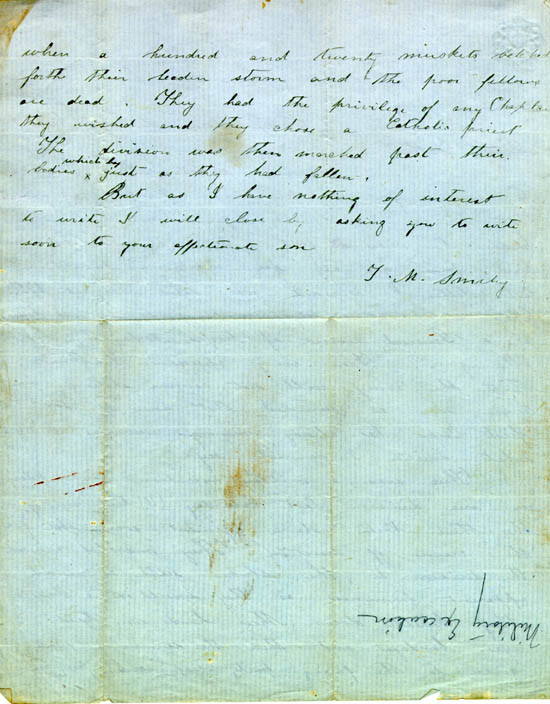 when a hundred and twenty muskets belched
forth their leaden storm and the poor fellows
are dead. They had the privilege of any Chaplain
they wished and they chose a Catholic priest
The division was then marched past their
bodies which lay just as they had fallen.
But as I have nothing of interest
to write I will close by asking you to write
soon to your affectionate son
T. M. Smiley
Military Execution